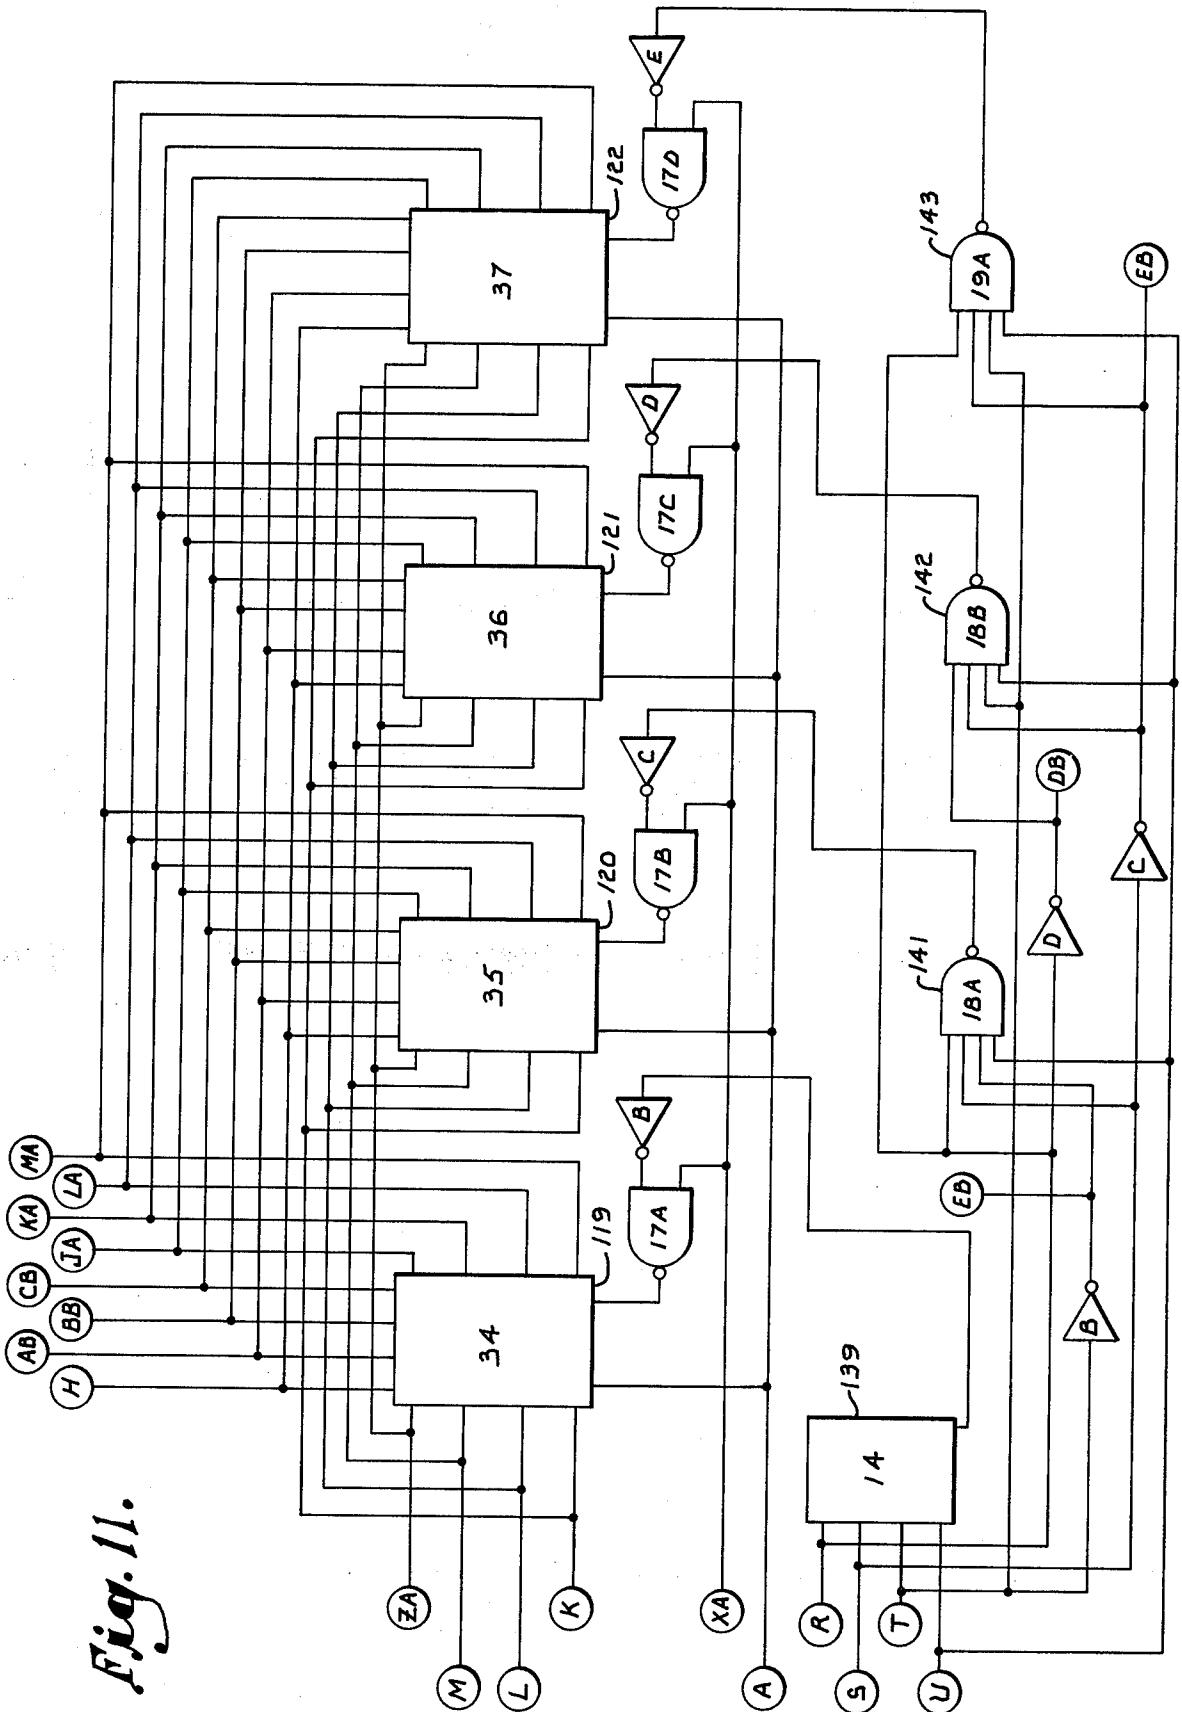 Fig. 11.
MA
LA
KA
JA
CB
BB
AB
H
ZA
M
L
K
XA
A
R
S
T
U
34
119
35
120
36
121
37
122
17A
B
17B
C
17C
D
17D
E
14
139
B
EB
18A
141
D
DB
C
18B
142
19A
143
EB